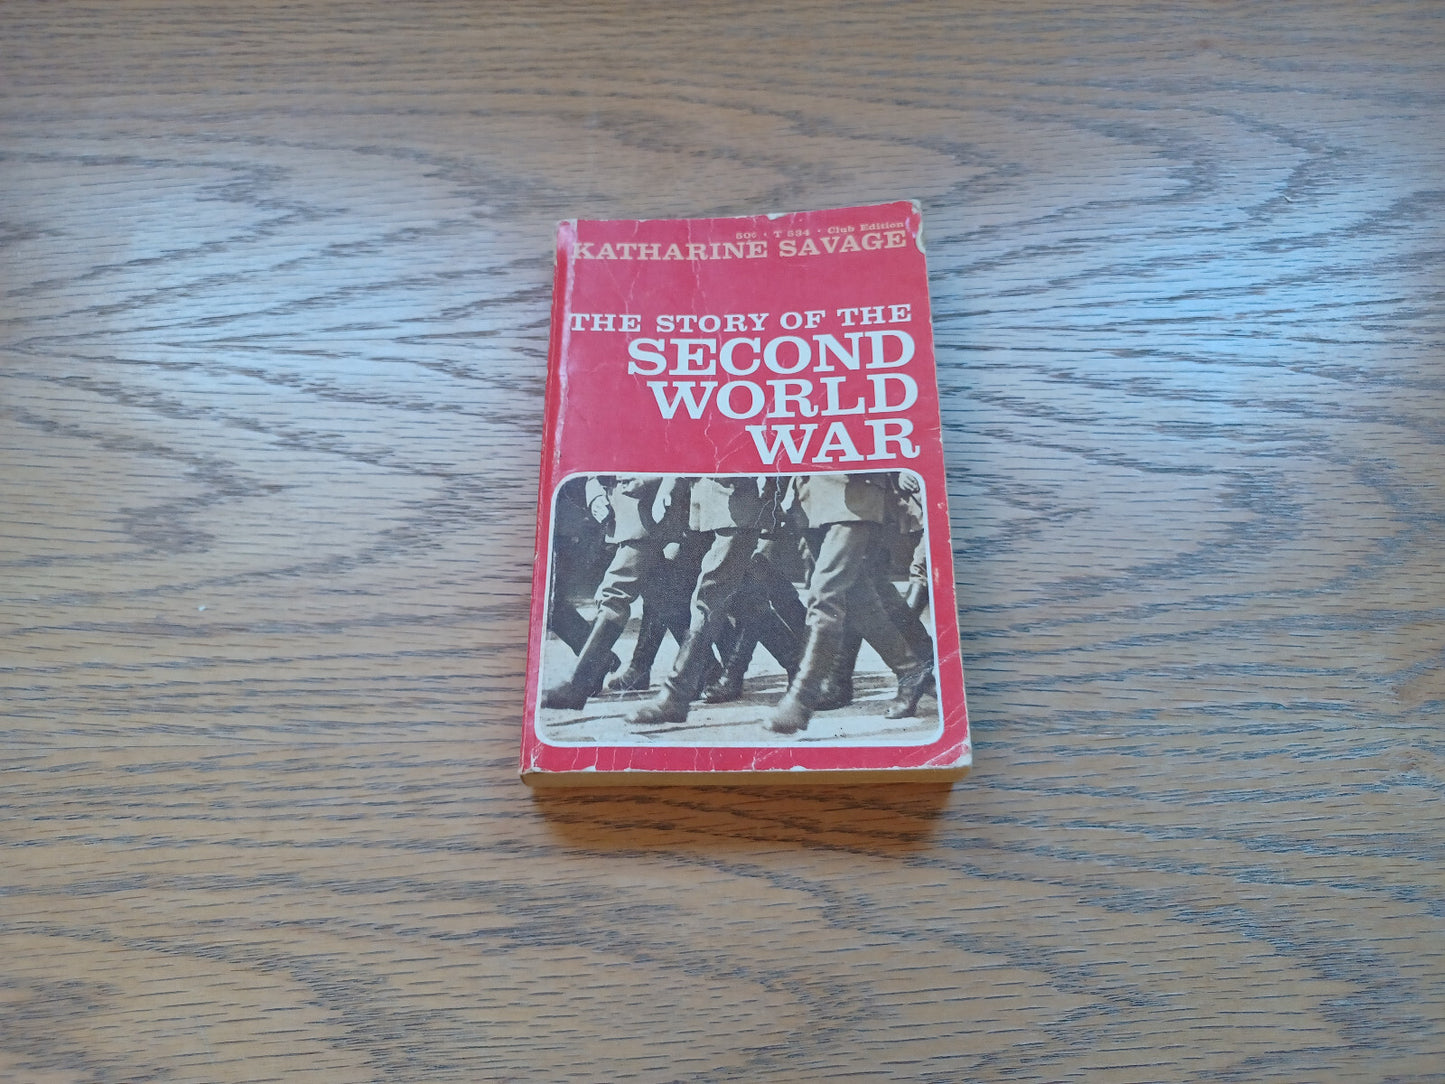 50¢ • T 534 • Club Edition
KATHARINE SAVAGE
THE STORY OF THE
SECOND
WORLD
WAR